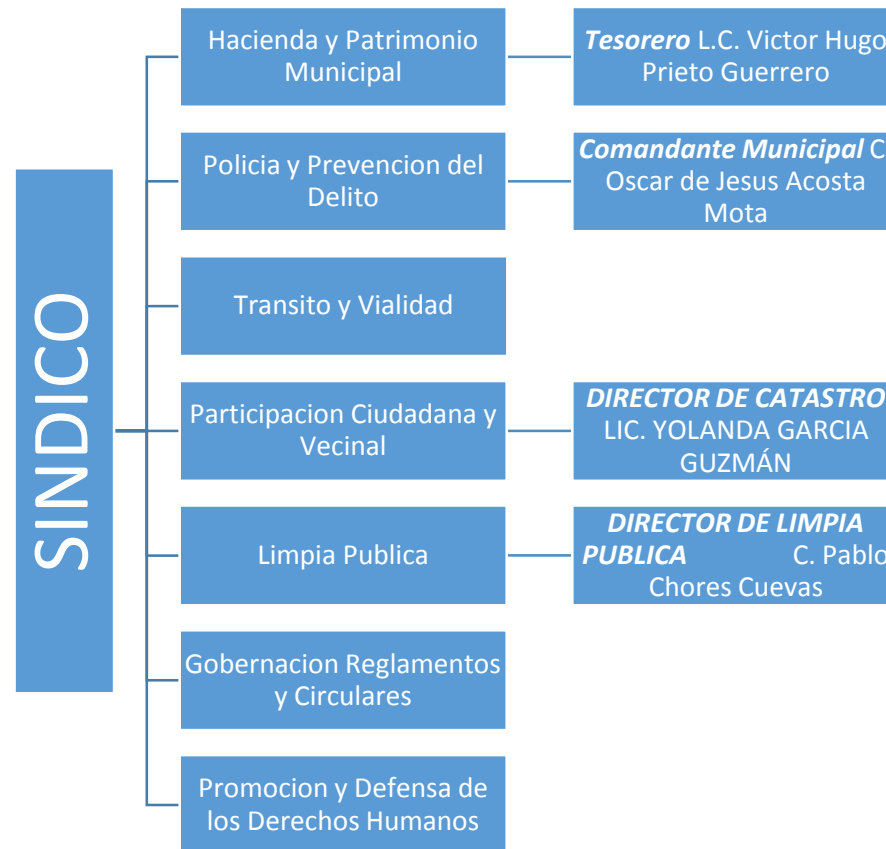 SINDICO
Hacienda y Patrimonio
Municipal
Tesorero L.C. Victor Hugo
Prieto Guerrero
Policia y Prevencion del
Delito
Comandante Municipal C
Oscar de Jesus Acosta
Mota
Transito y Vialidad
Participacion Ciudadana y
Vecinal
DIRECTOR DE CATASTRO
LIC. YOLANDA GARCIA
GUZMÁN
Limpia Publica
DIRECTOR DE LIMPIA
PUBLICA C. Pablo
Chores Cuevas
Gobernacion Reglamentos
y Circulares
Promocion y Defensa de
los Derechos Humanos